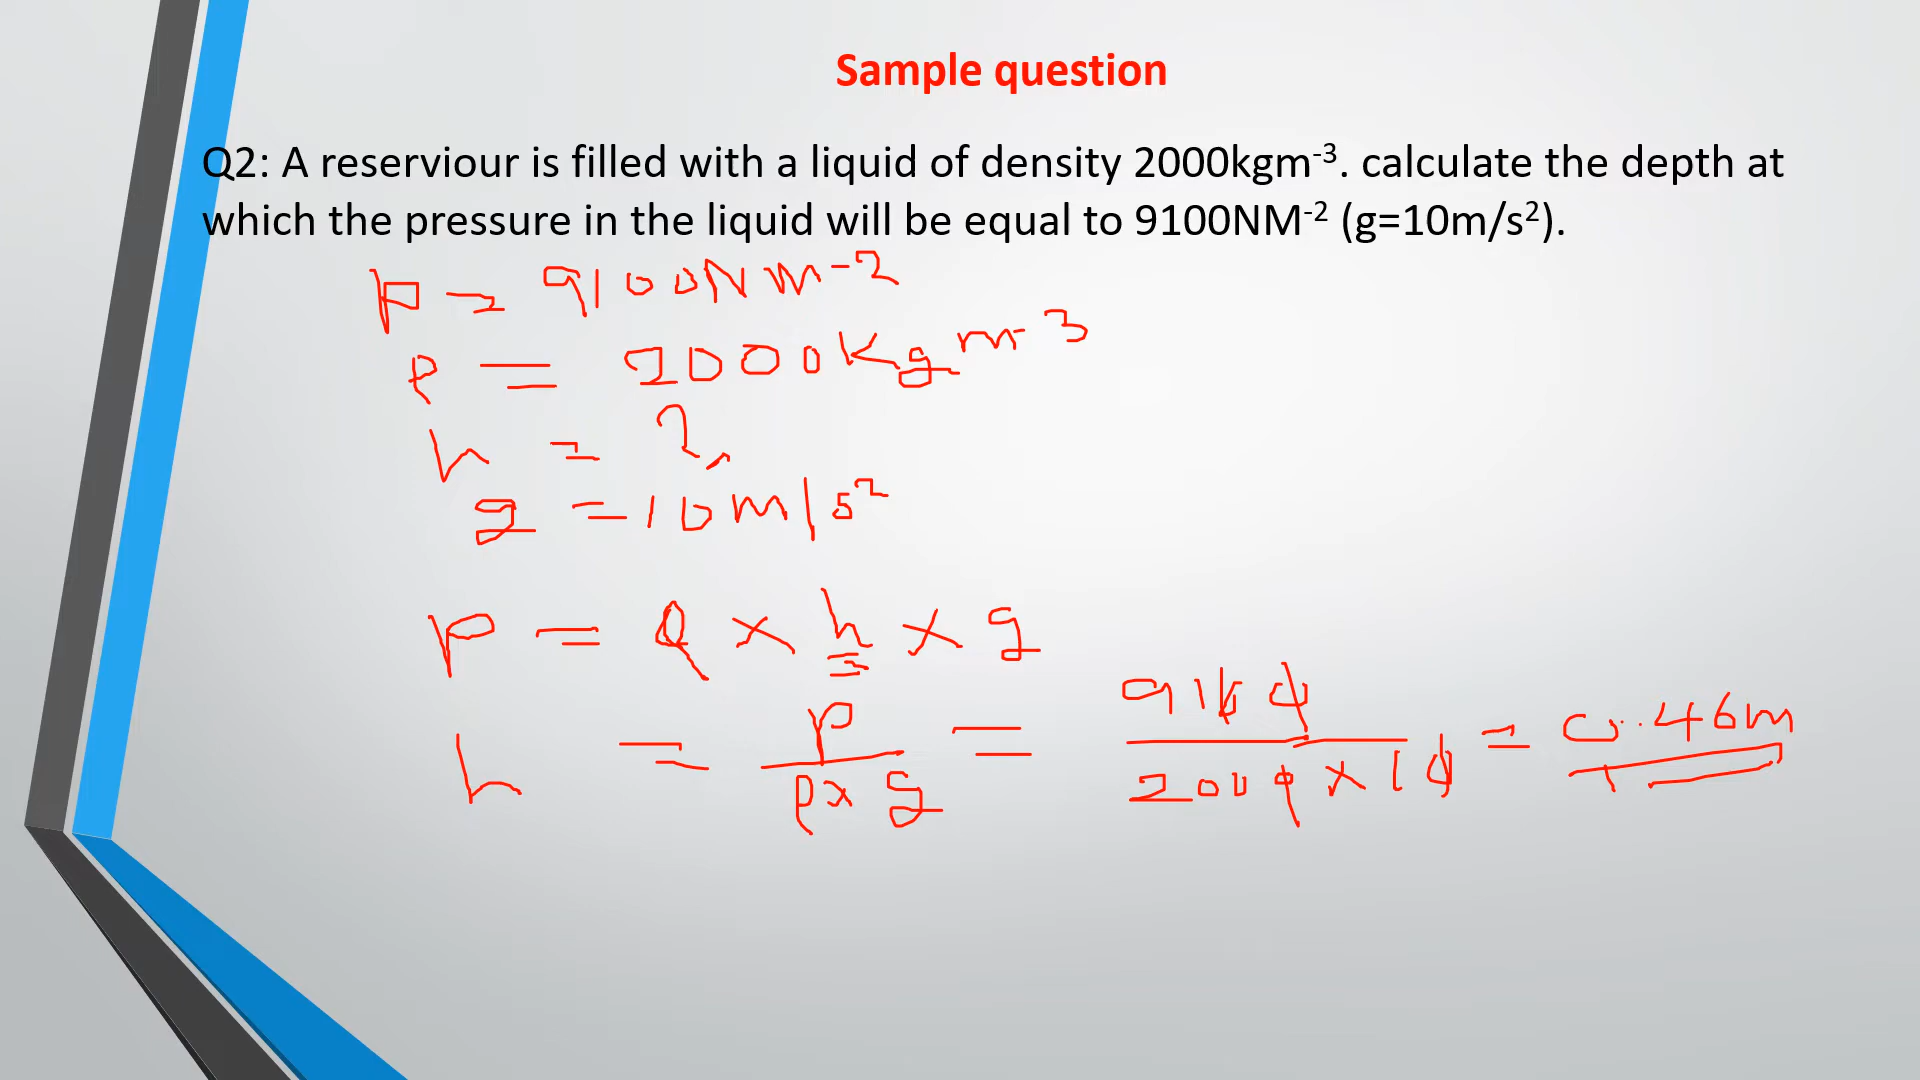 Sample question
Q2: A reserviour is filled with a liquid of density 2000kgm⁻³. calculate the depth at
which the pressure in the liquid will be equal to 9100NM⁻² (g=10m/s²).
P = 9100Nm⁻²
ρ = 2000Kgm⁻³
h = ?,
g = 10m/s²
P = ρ × h × g
h = P/ρ×g = 9100/2000×10 = 0.46m